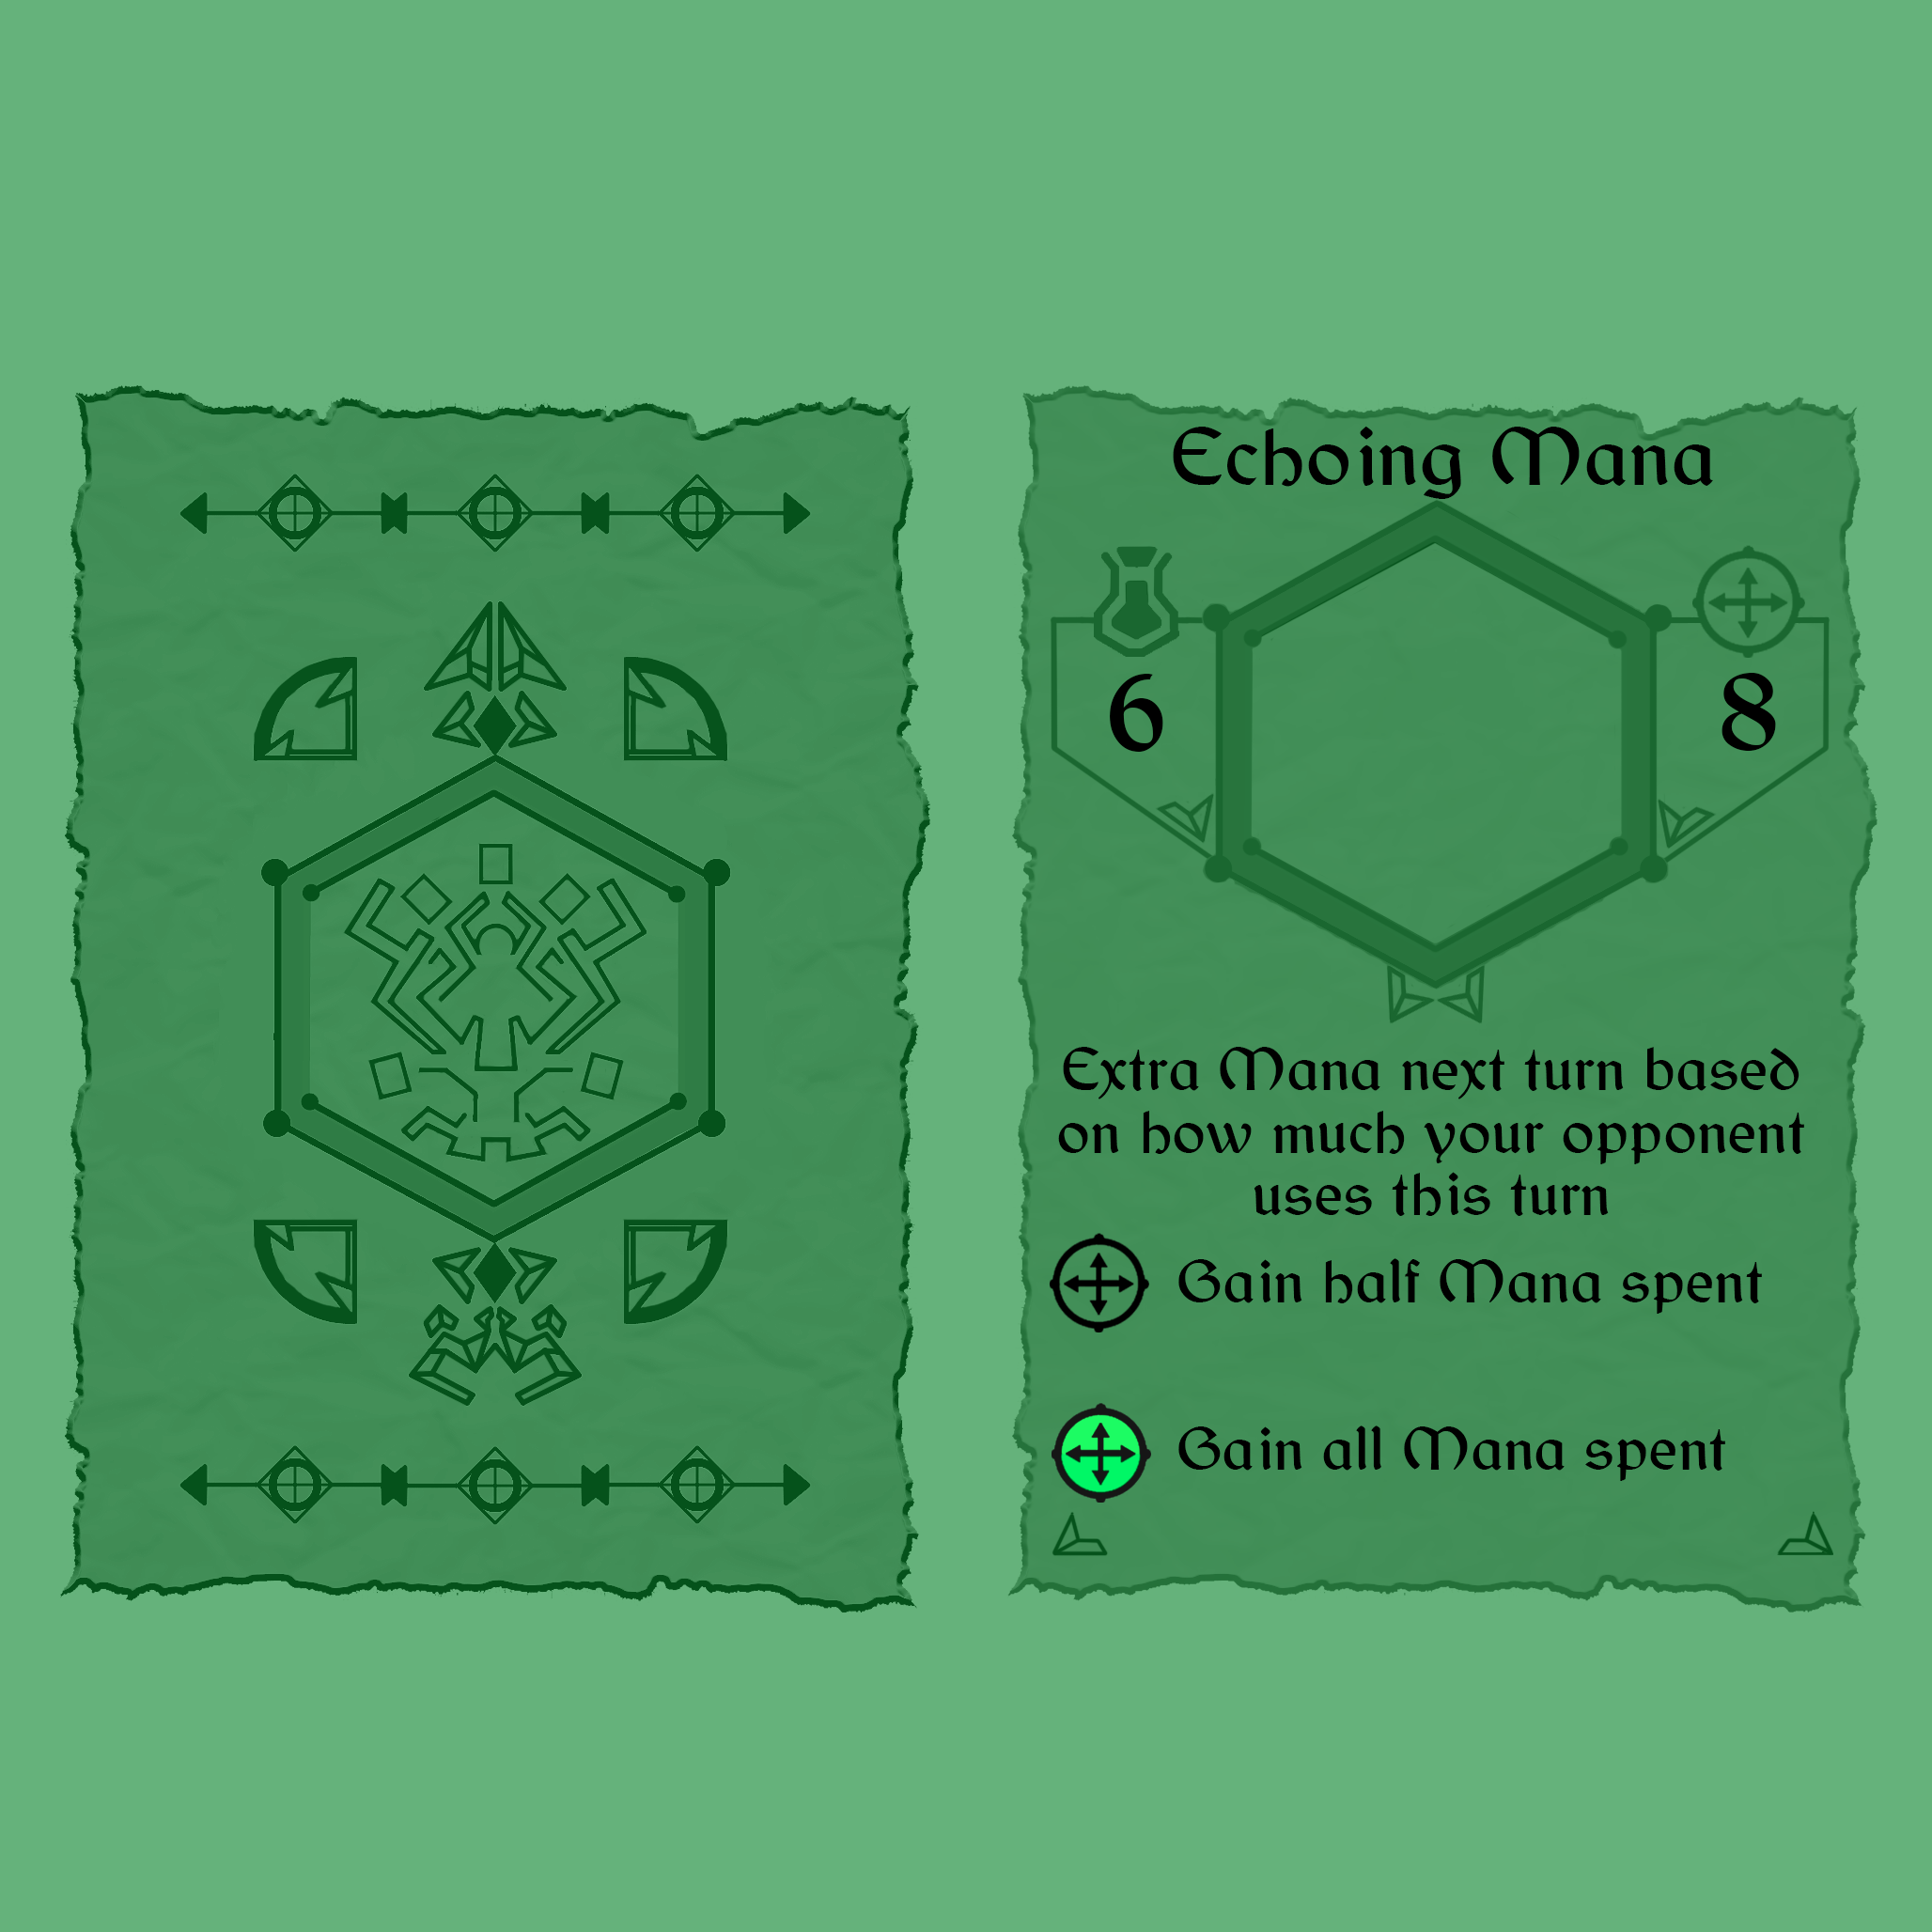 Echoing Mana
6
8
Extra Mana next turn based
on how much your opponent
uses this turn
Gain half Mana spent
Gain all Mana spent